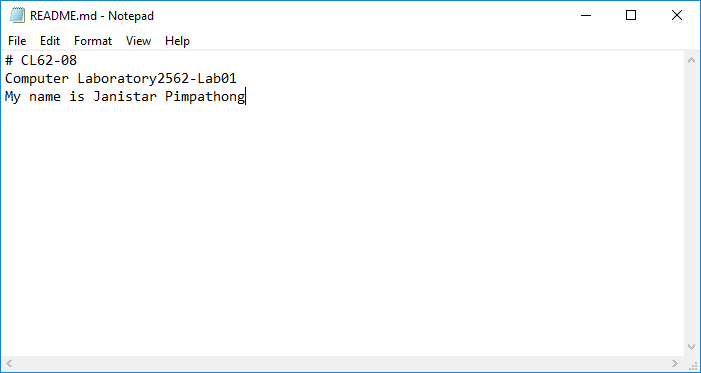 README.md - Notepad
File Edit Format View Help
# CL62-08
Computer Laboratory2562-Lab01
My name is Janistar Pimpathong